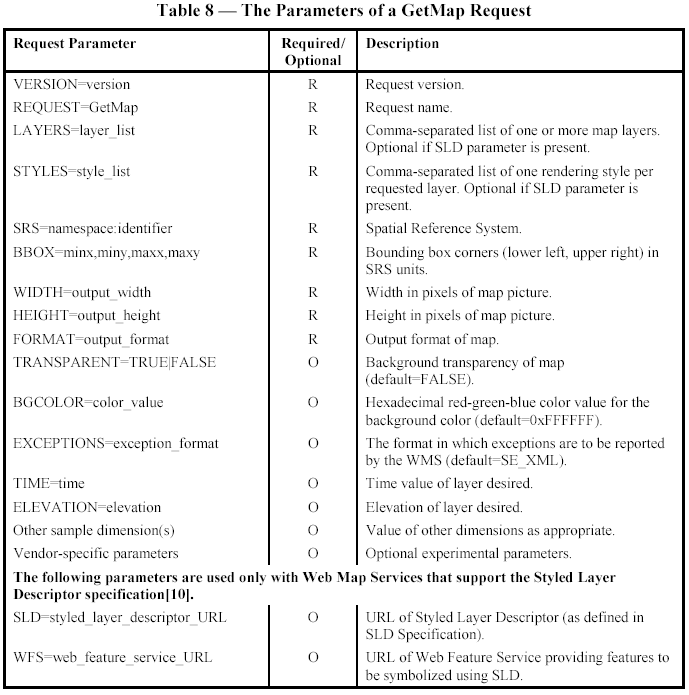 Table 8 — The Parameters of a GetMap Request
Request Parameter Required/ Description
Optional
VERSION=version R Request version.
REQUEST=GetMap R Request name.
LAYERS=layer_list R Comma-separated list of one or more map layers.
Optional if SLD parameter is present.
STYLES=style_list R Comma-separated list of one rendering style per
requested layer. Optional if SLD parameter is
present.
SRS=namespace:identifier R Spatial Reference System.
BBOX=minx,miny,maxx,maxy R Bounding box corners (lower left, upper right) in
SRS units.
WIDTH=output_width R Width in pixels of map picture.
HEIGHT=output_height R Height in pixels of map picture.
FORMAT=output_format R Output format of map.
TRANSPARENT=TRUE|FALSE O Background transparency of map
(default=FALSE).
BGCOLOR=color_value O Hexadecimal red-green-blue color value for the
background color (default=0xFFFFFF).
EXCEPTIONS=exception_format O The format in which exceptions are to be reported
by the WMS (default=SE_XML).
TIME=time O Time value of layer desired.
ELEVATION=elevation O Elevation of layer desired.
Other sample dimension(s) O Value of other dimensions as appropriate.
Vendor-specific parameters O Optional experimental parameters.
The following parameters are used only with Web Map Services that support the Styled Layer
Descriptor specification[10].
SLD=styled_layer_descriptor_URL O URL of Styled Layer Descriptor (as defined in
SLD Specification).
WFS=web_feature_service_URL O URL of Web Feature Service providing features to
be symbolized using SLD.